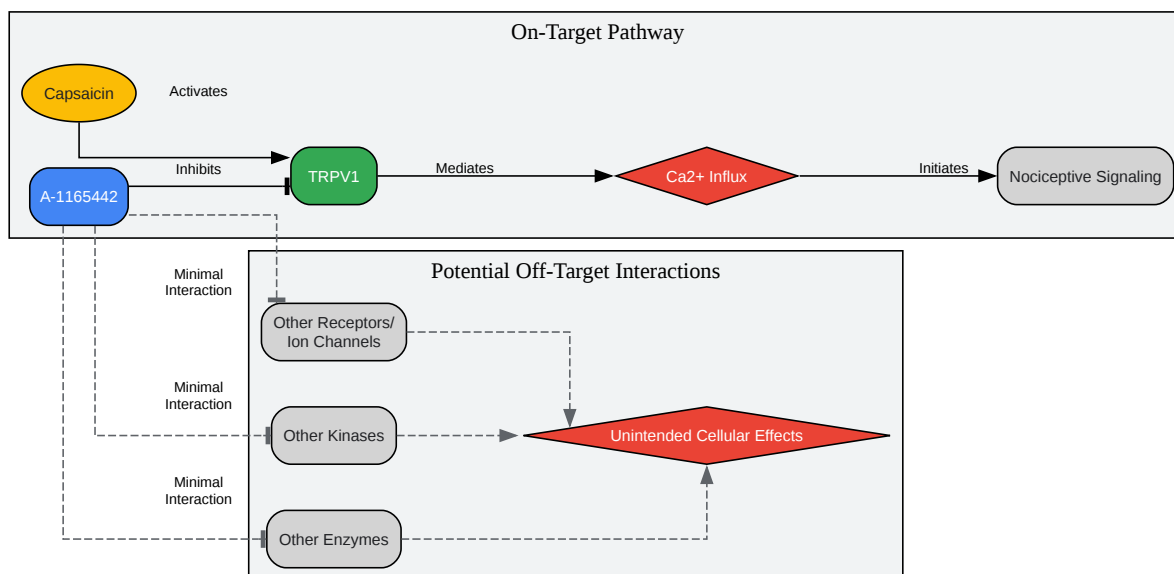 On-Target Pathway
Capsaicin
Activates
Inhibits
TRPV1
Mediates
Ca2+ Influx
Initiates
Nociceptive Signaling
A-1165442
Potential Off-Target Interactions
Minimal
Interaction
Other Receptors/
Ion Channels
Minimal
Interaction
Other Kinases
Unintended Cellular Effects
Minimal
Interaction
Other Enzymes